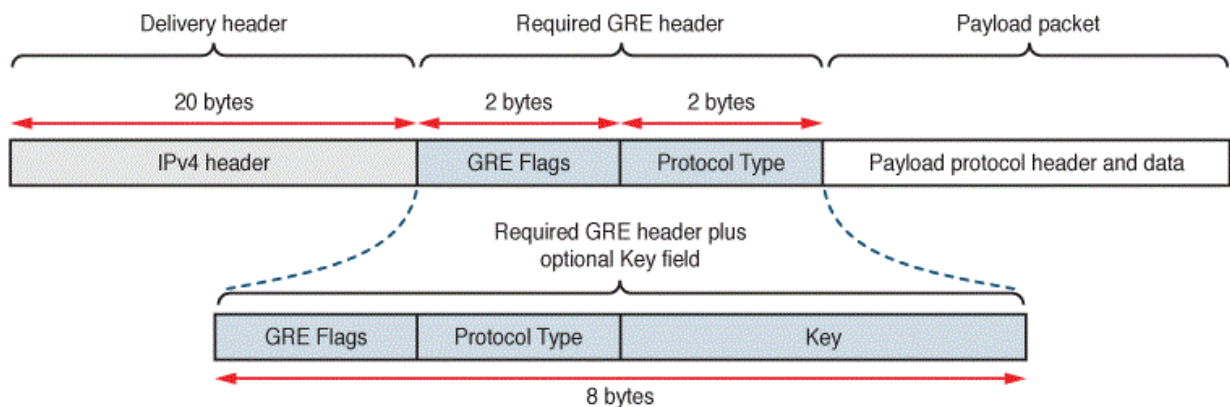 Delivery header
Required GRE header
Payload packet
20 bytes
2 bytes
2 bytes
IPv4 header
GRE Flags
Protocol Type
Payload protocol header and data
Required GRE header plus
optional Key field
GRE Flags
Protocol Type
Key
8 bytes